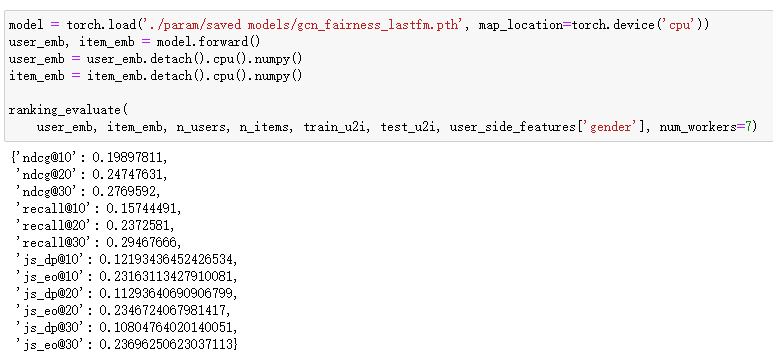 model = torch.load('./param/saved models/gcn_fairness_lastfm.pth', map_location=torch.device('cpu'))
user_emb, item_emb = model.forward()
user_emb = user_emb.detach().cpu().numpy()
item_emb = item_emb.detach().cpu().numpy()
ranking_evaluate(
    user_emb, item_emb, n_users, n_items, train_u2i, test_u2i, user_side_features['gender'], num_workers=7)
{'ndcg@10': 0.19897811,
 'ndcg@20': 0.24747631,
 'ndcg@30': 0.2769592,
 'recall@10': 0.15744491,
 'recall@20': 0.2372581,
 'recall@30': 0.29467666,
 'js_dp@10': 0.12193436452426534,
 'js_eo@10': 0.23163113427910081,
 'js_dp@20': 0.11293640690906799,
 'js_eo@20': 0.2346724067981417,
 'js_dp@30': 0.10804764020140051,
 'js_eo@30': 0.23696250623037113}